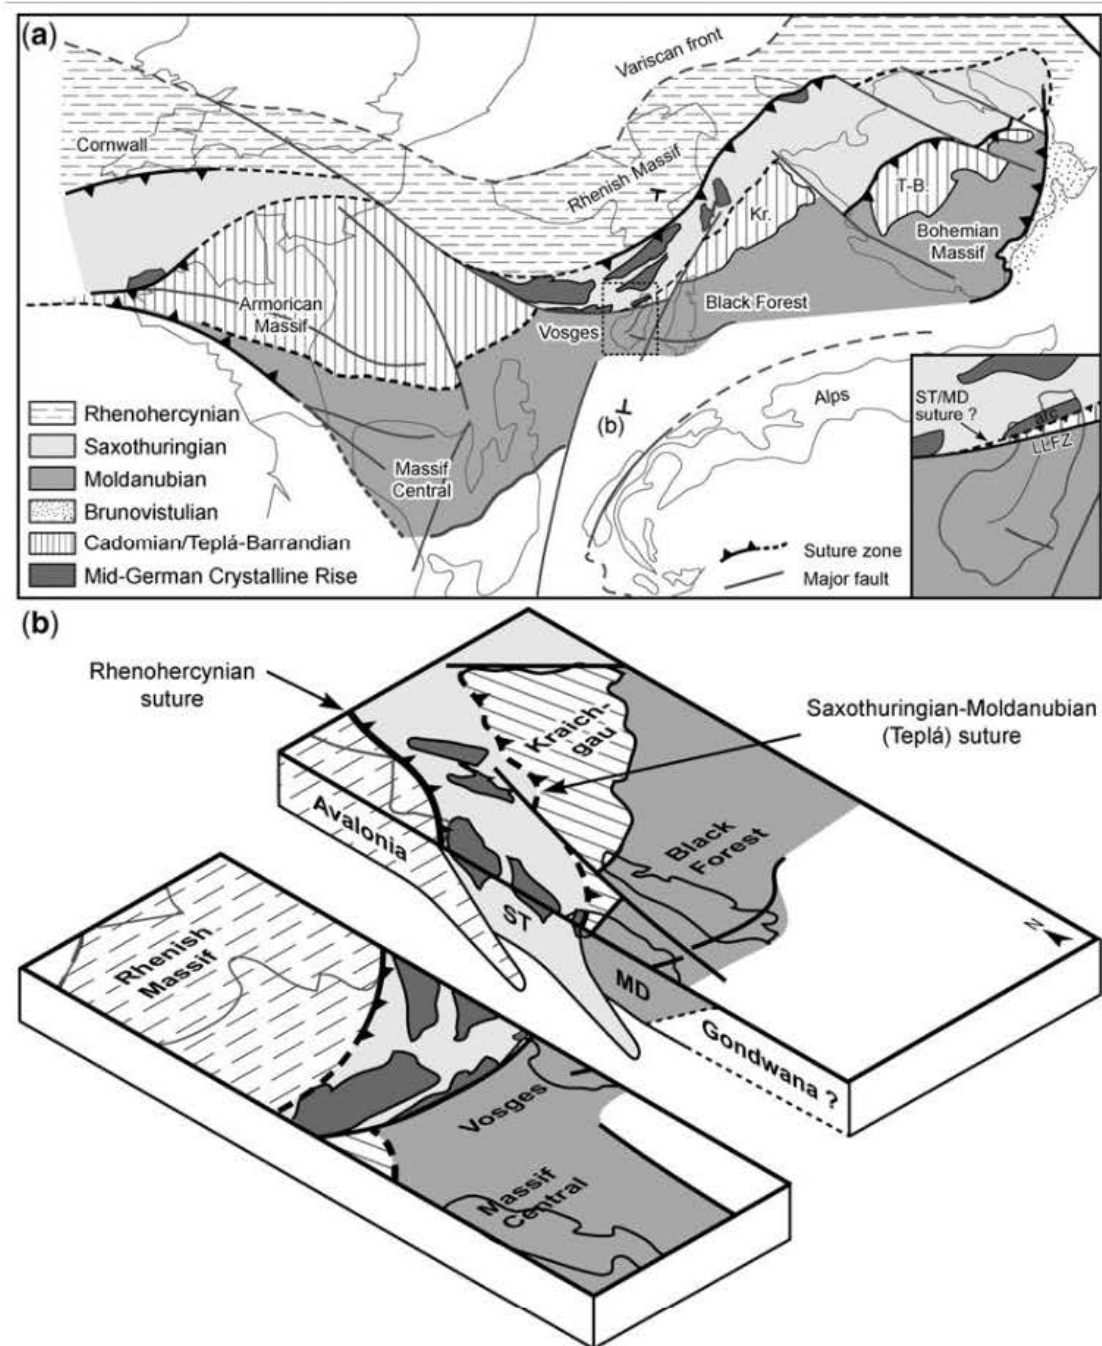 (a)
Variscan front
Cornwall
Rhenish Massif
T-B.
Kr.
Bohemian
Massif
Armorican
Massif
Black Forest
Vosges
Alps
(b)
ST/MD
suture ?
LLFZ
Massif
Central
Rhenohercynian
Saxothuringian
Moldanubian
Brunovistulian
Cadomian/Teplá-Barrandian
Mid-German Crystalline Rise
Suture zone
Major fault
(b)
Rhenohercynian
suture
Saxothuringian-Moldanubian
(Teplá) suture
Kraich-
gau
Avalonia
Black
Forest
ST
N
Rhenish
Massif
MD
Gondwana ?
Vosges
Massif
Central